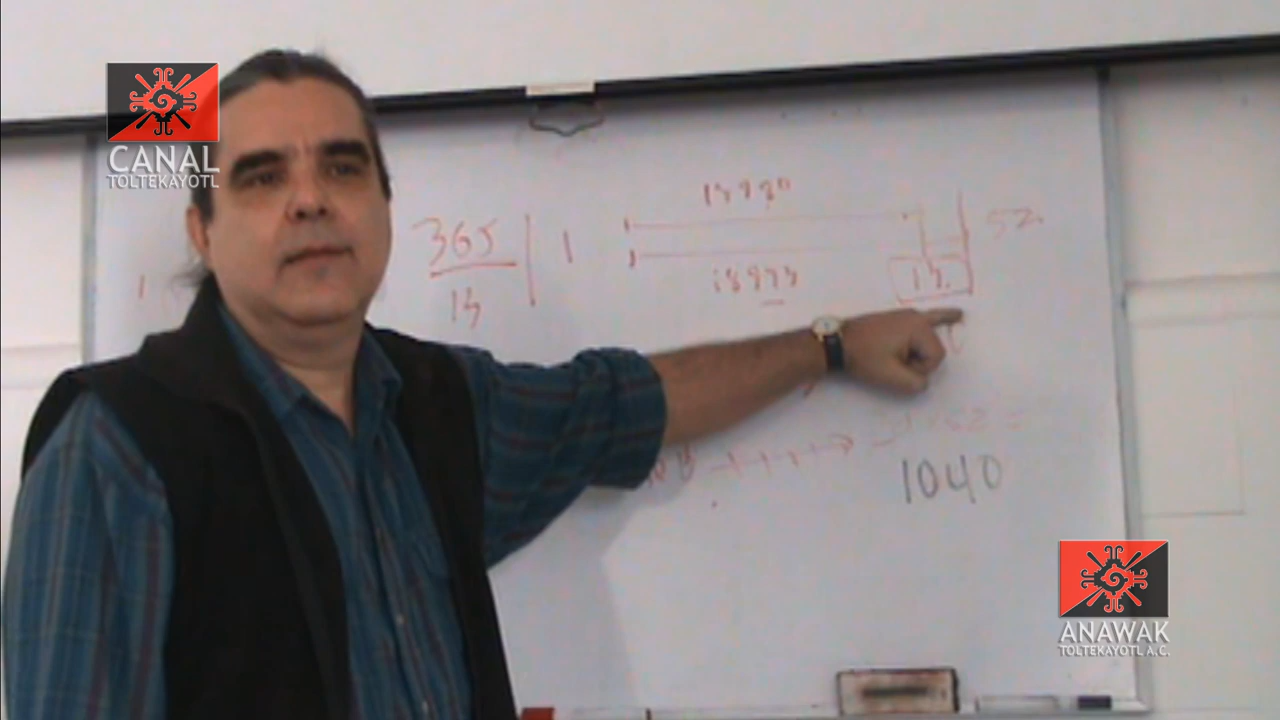 CANAL
TOLTEKAYOTL
365
13
1
18980
18993
13
52
1040
ANAWAK
TOLTEKAYOTL A.C.